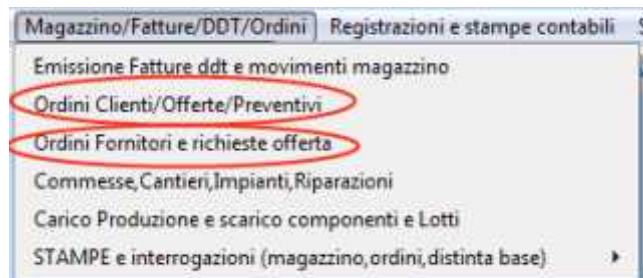 Magazzino/Fatture/DDT/Ordini Registrazioni e stampe contabili
Emissione Fatture ddt e movimenti magazzino
Ordini Clienti/Offerte/Preventivi
Ordini Fornitori e richieste offerta
Commesse,Cantieri,Impianti,Riparazioni
Carico Produzione e scarico componenti e Lotti
STAMPE e interrogazioni (magazzino,ordini,distinta base)